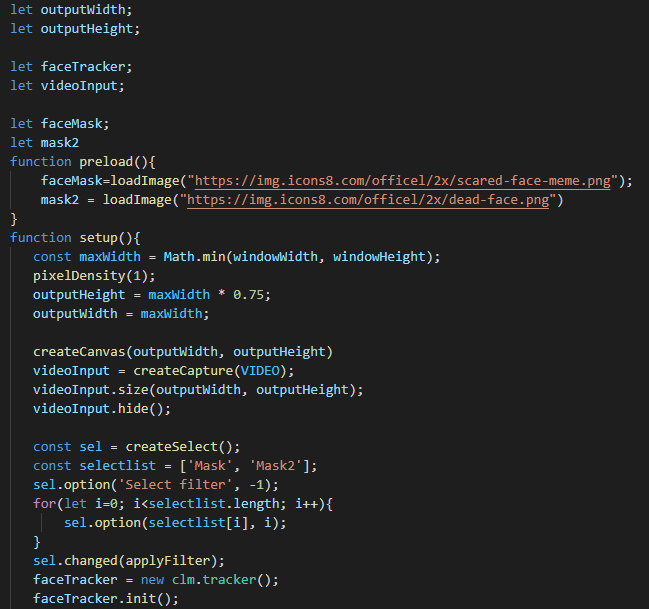 let outputWidth;
let outputHeight;
let faceTracker;
let videoInput;
let faceMask;
let mask2
function preload(){
faceMask=loadImage("https://img.icons8.com/officel/2x/scared-face-meme.png");
mask2 = loadImage("https://img.icons8.com/officel/2x/dead-face.png")
}
function setup(){
const maxWidth = Math.min(windowWidth, windowHeight);
pixelDensity(1);
outputHeight = maxWidth * 0.75;
outputWidth = maxWidth;
createCanvas(outputWidth, outputHeight)
videoInput = createCapture(VIDEO);
videoInput.size(outputWidth, outputHeight);
videoInput.hide();
const sel = createSelect();
const selectlist = ['Mask', 'Mask2'];
sel.option('Select filter', -1);
for(let i=0; i<selectlist.length; i++){
sel.option(selectlist[i], i);
}
sel.changed(applyFilter);
faceTracker = new clm.tracker();
faceTracker.init();